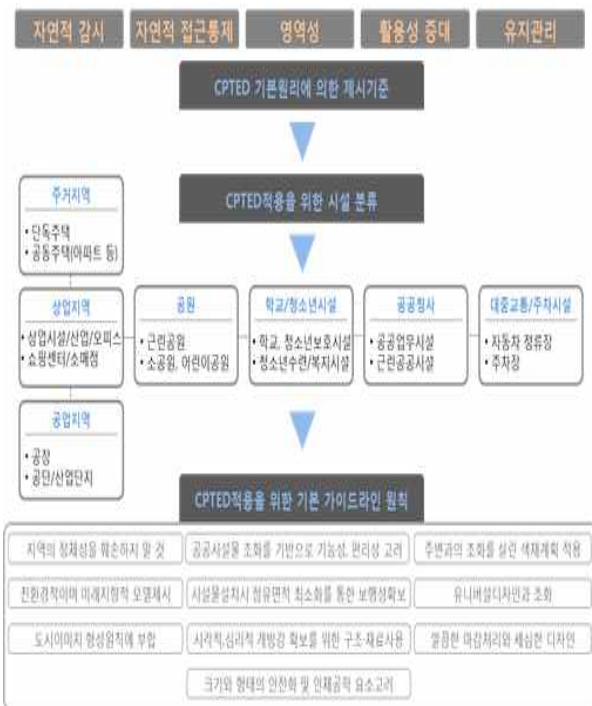 자연적 감시
자연적 접근통제
영역성
활용성 증대
유지관리
CPTED 기본원리에 의한 제시기준
CPTED적용을 위한 시설 분류
주거지역
• 단독주택
• 공동주택(아파트 등)
상업지역
• 상업시설/산업/오피스
• 쇼핑센터/소매점
공업지역
• 공장
• 공단/산업단지
공원
• 근린공원
• 소공원, 어린이공원
학교/청소년시설
• 학교, 청소년보호시설
• 청소년수련/복지시설
공공청사
• 공공업무시설
• 근린공공시설
대중교통/주차시설
• 자동차 정류장
• 주차장
CPTED적용을 위한 기본 가이드라인 원칙
지역의 정체성을 훼손하지 말 것
공공시설물 조화를 기반으로 기능성, 편리성 고려
주변과의 조화를 살린 색채계획 적용
친환경적이며 미래지향적 모델제시
시설물설치시 점유면적 최소화를 통한 보행성확보
유니버설디자인과 조화
도시이미지 형성원칙에 부합
시각적,심리적 개방감 확보를 위한 구조·재료사용
깔끔한 마감처리와 세심한 디자인
크기와 형태의 안전화 및 인체공학적 요소고려